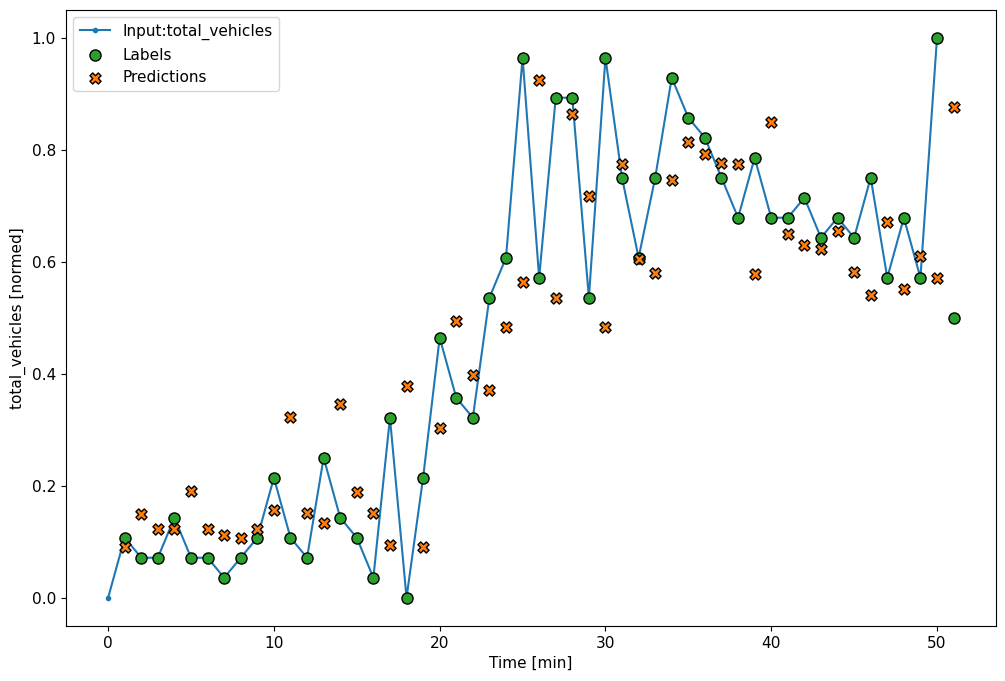 Input:total_vehicles
Labels
Predictions
total_vehicles [normed]
1.0
0.8
0.6
0.4
0.2
0.0
0 10 20 30 40 50
Time [min]